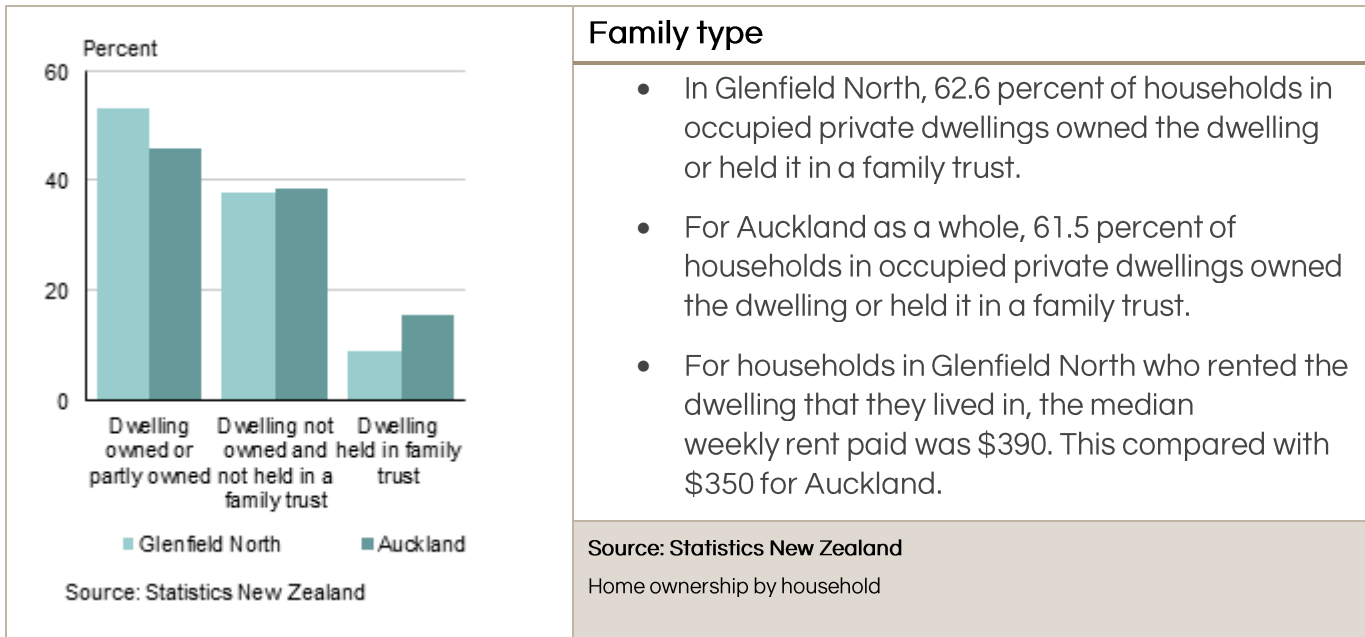 Percent
60
40
20
0
Dwelling owned or partly owned
Dwelling not owned and not held in a family trust
Dwelling held in family trust
Glenfield North
Auckland
Source: Statistics New Zealand
Family type
• In Glenfield North, 62.6 percent of households in
occupied private dwellings owned the dwelling
or held it in a family trust.
• For Auckland as a whole, 61.5 percent of
households in occupied private dwellings owned
the dwelling or held it in a family trust.
• For households in Glenfield North who rented the
dwelling that they lived in, the median
weekly rent paid was $390. This compared with
$350 for Auckland.
Source: Statistics New Zealand
Home ownership by household